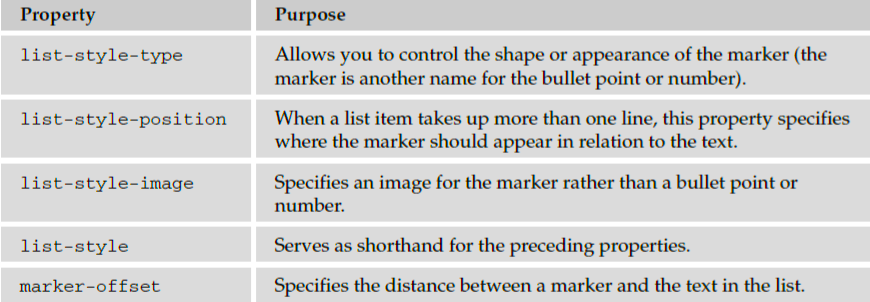 Property Purpose
list-style-type Allows you to control the shape or appearance of the marker (the
marker is another name for the bullet point or number).
list-style-position When a list item takes up more than one line, this property specifies
where the marker should appear in relation to the text.
list-style-image Specifies an image for the marker rather than a bullet point or
number.
list-style Serves as shorthand for the preceding properties.
marker-offset Specifies the distance between a marker and the text in the list.